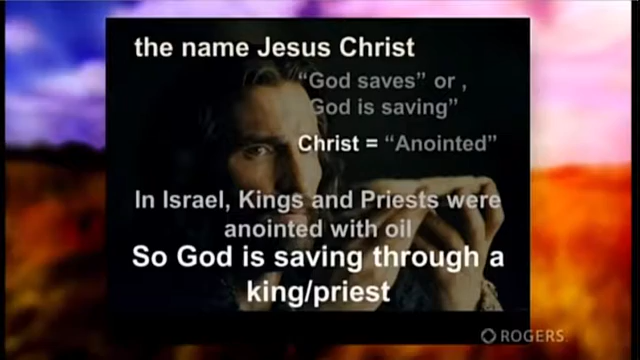 the name Jesus Christ
“God saves” or ,
God is saving”
Christ = “Anointed”
In Israel, Kings and Priests were
anointed with oil
So God is saving through a
king/priest
ROGERS